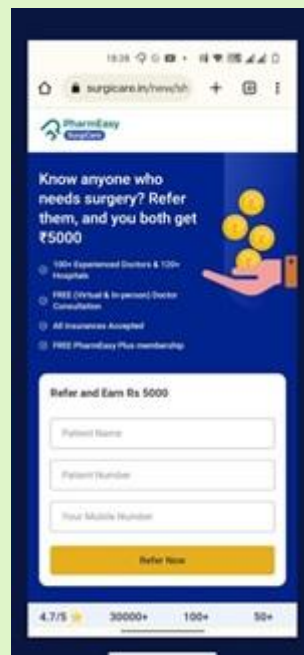 surgicare.in/new/sh
PharmEasy
SurgiCare
Know anyone who
needs surgery? Refer
them, and you both get
₹5000
100+ Experienced Doctors & 120+
Hospitals
FREE (Virtual & In-person) Doctor
Consultation
All Insurances Accepted
FREE PharmEasy Plus membership
Refer and Earn Rs 5000
Patient Name
Patient Number
Your Mobile Number
Refer Now
4.7/5 30000+ 100+ 50+